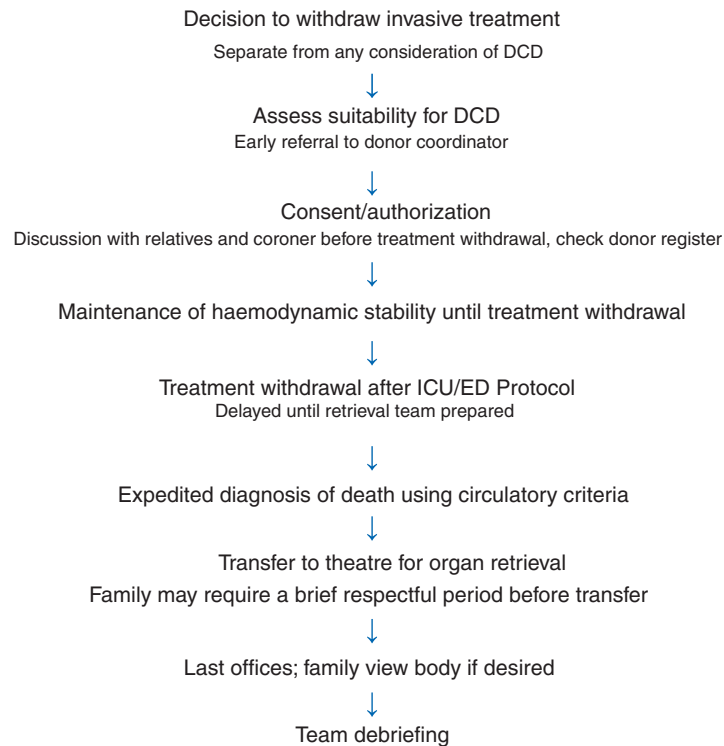 Decision to withdraw invasive treatment
Separate from any consideration of DCD
Assess suitability for DCD
Early referral to donor coordinator
Consent/authorization
Discussion with relatives and coroner before treatment withdrawal, check donor register
Maintenance of haemodynamic stability until treatment withdrawal
Treatment withdrawal after ICU/ED Protocol
Delayed until retrieval team prepared
Expedited diagnosis of death using circulatory criteria
Transfer to theatre for organ retrieval
Family may require a brief respectful period before transfer
Last offices; family view body if desired
Team debriefing